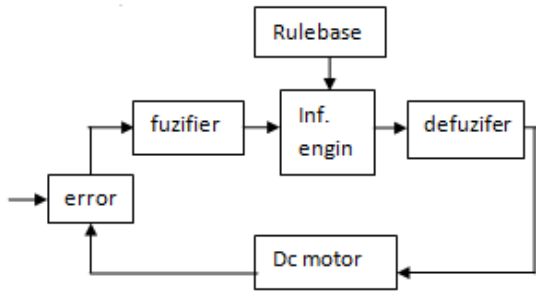 Rulebase
fuzifier
Inf.
engin
defuzifer
error
Dc motor